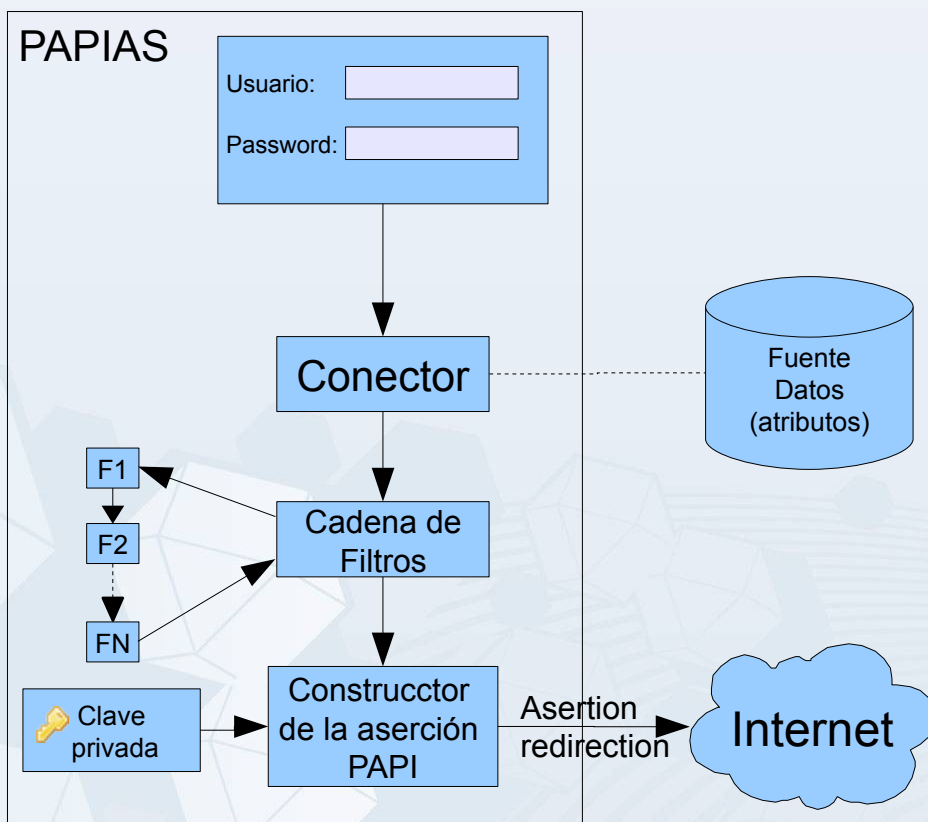 PAPIAS
Usuario:
Password:
Conector
Fuente
Datos
(atributos)
F1
F2
FN
Cadena de
Filtros
Clave
privada
Construcctor
de la aserción
PAPI
Asertion
redirection
Internet